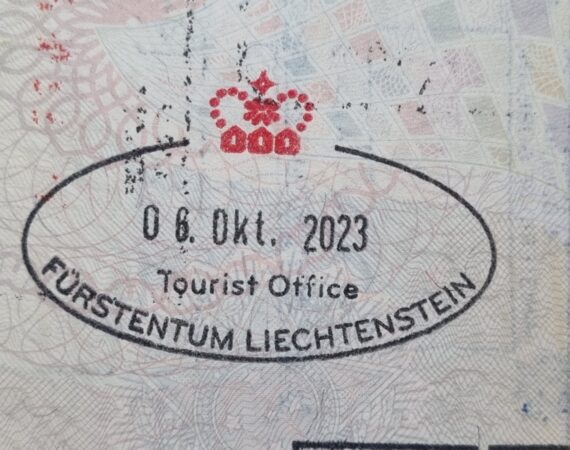 06. Okt. 2023
Tourist Office
FÜRSTENTUM LIECHTENSTEIN